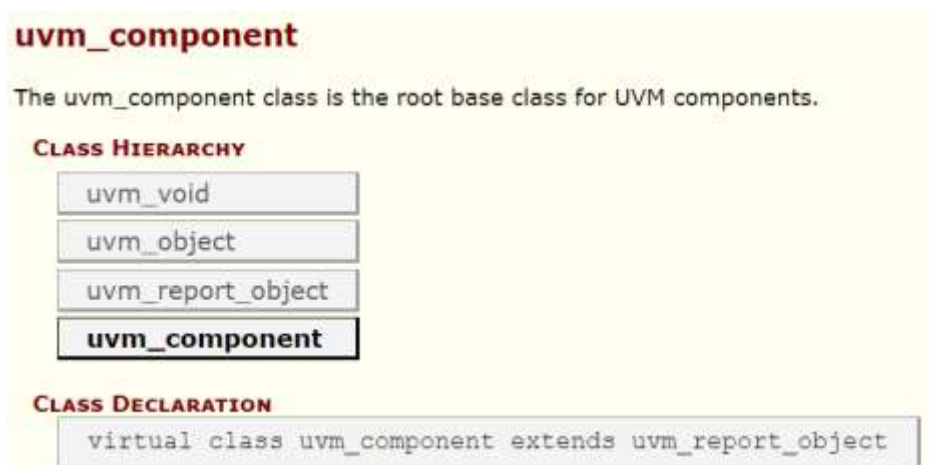 uvm_component
The uvm_component class is the root base class for UVM components.
CLASS HIERARCHY
uvm_void
uvm_object
uvm_report_object
uvm_component
CLASS DECLARATION
virtual class uvm_component extends uvm_report_object